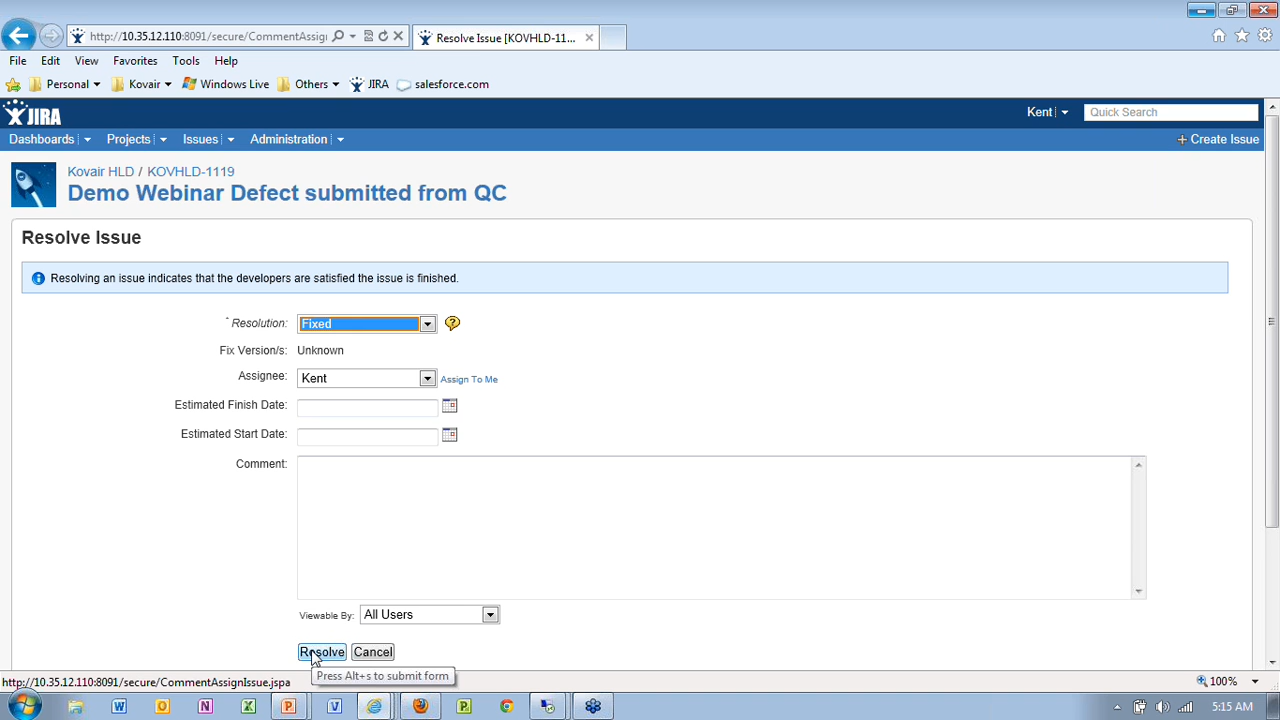 http://10.35.12.110:8091/secure/CommentAssig
Resolve Issue [KOVHLD-11...
File Edit View Favorites Tools Help
Personal Kovair Windows Live Others JIRA salesforce.com
JIRA
Kent
Quick Search
Dashboards Projects Issues Administration + Create Issue
Kovair HLD / KOVHLD-1119
Demo Webinar Defect submitted from QC
Resolve Issue
Resolving an issue indicates that the developers are satisfied the issue is finished.
* Resolution: Fixed
Fix Version/s: Unknown
Assignee: Kent Assign To Me
Estimated Finish Date:
Estimated Start Date:
Comment:
Viewable By: All Users
Resolve Cancel
Press Alt+s to submit form
http://10.35.12.110:8091/secure/CommentAssignIssue.jspa
100%
5:15 AM